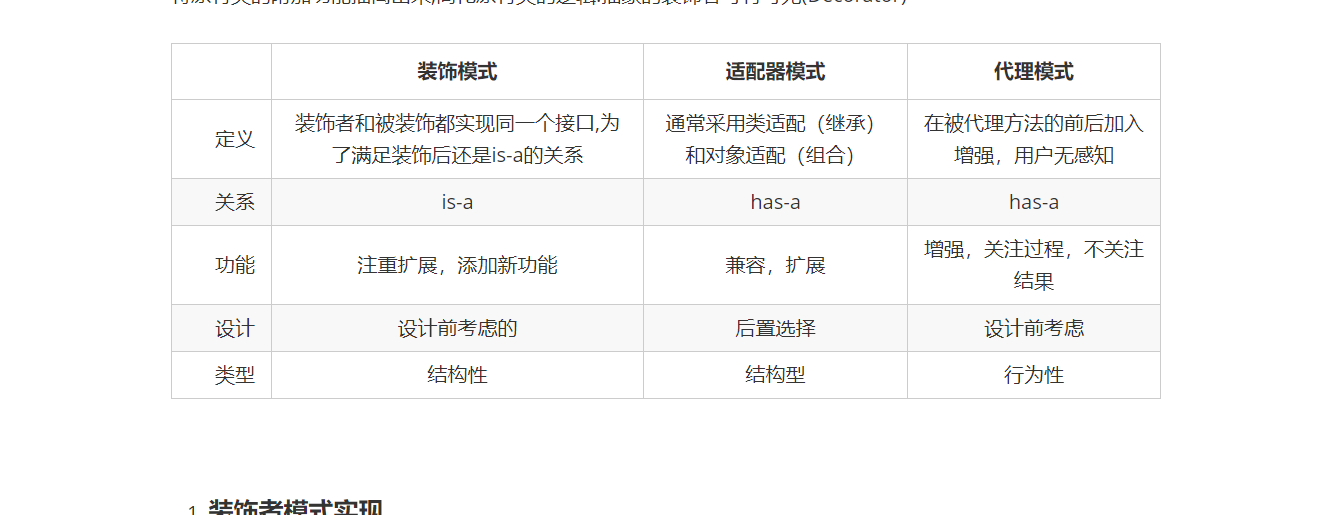 (Decorator)
装饰模式 适配器模式 代理模式
定义 装饰者和被装饰都实现同一个接口,为了满足装饰后还是is-a的关系 通常采用类适配（继承）和对象适配（组合） 在被代理方法的前后加入增强，用户无感知
关系 is-a has-a has-a
功能 注重扩展，添加新功能 兼容，扩展 增强，关注过程，不关注结果
设计 设计前考虑的 后置选择 设计前考虑
类型 结构性 结构型 行为性
1. 装饰者模式实现